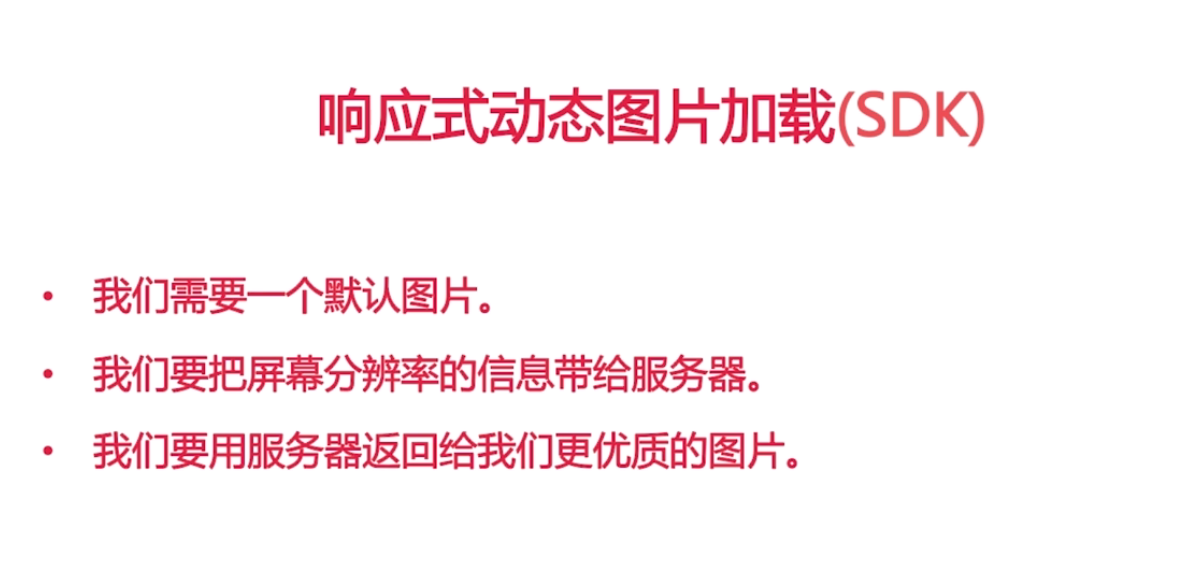 响应式动态图片加载(SDK)
• 我们需要一个默认图片。
• 我们要把屏幕分辨率的信息带给服务器。
• 我们要用服务器返回给我们更优质的图片。